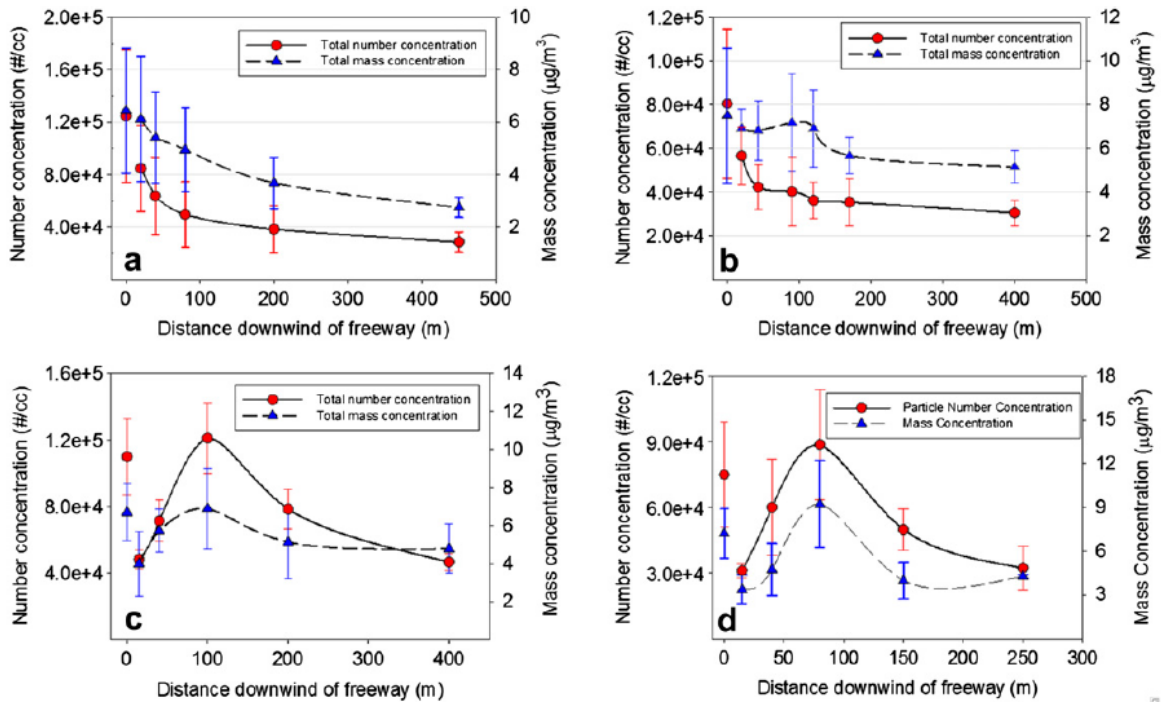 2.0e+5
1.6e+5
1.2e+5
8.0e+4
4.0e+4
Number concentration (#/cc)
10
8
6
4
2
0
Mass concentration (µg/m³)
Total number concentration
Total mass concentration
a
0 100 200 300 400 500
Distance downwind of freeway (m)
1.2e+5
1.0e+5
8.0e+4
6.0e+4
4.0e+4
2.0e+4
Number concentration (#/cc)
12
10
8
6
4
2
Mass concentration (µg/m³)
Total number concentration
Total mass concentration
b
0 100 200 300 400 500
Distance downwind of freeway (m)
1.6e+5
1.2e+5
8.0e+4
4.0e+4
Number concentration (#/cc)
14
12
10
8
6
4
2
Mass concentration (µg/m³)
Total number concentration
Total mass concentration
c
0 100 200 300 400
Distance downwind of freeway (m)
1.2e+5
9.0e+4
6.0e+4
3.0e+4
Number concentration (#/cc)
18
15
12
9
6
3
Mass Concentration (µg/m³)
Particle Number Concentration
Mass Concentration
d
0 50 100 150 200 250 300
Distance downwind of freeway (m)